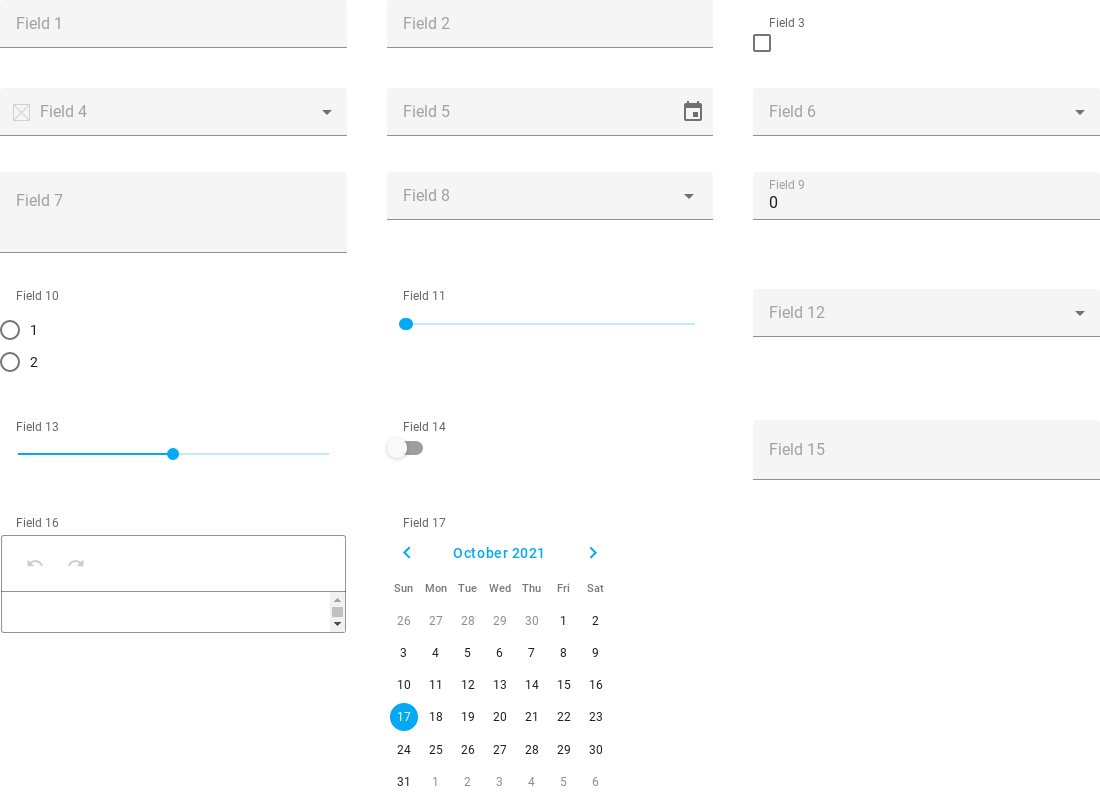 Field 1
Field 2
Field 3
Field 4
Field 5
Field 6
Field 7
Field 8
Field 9
0
Field 10
1
2
Field 11
Field 12
Field 13
Field 14
Field 15
Field 16
Field 17
October 2021
Sun Mon Tue Wed Thu Fri Sat
26 27 28 29 30 1 2
3 4 5 6 7 8 9
10 11 12 13 14 15 16
17 18 19 20 21 22 23
24 25 26 27 28 29 30
31 1 2 3 4 5 6